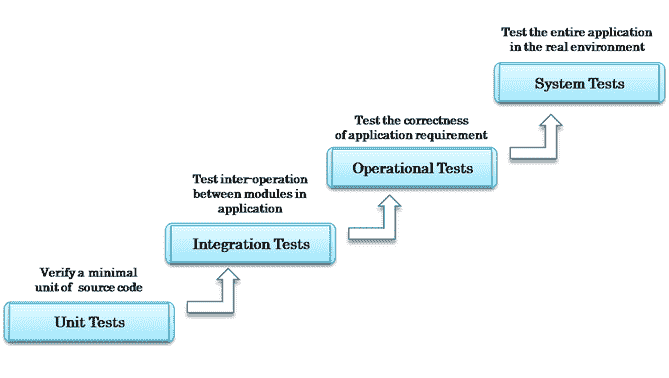 Test the entire application
in the real environment
System Tests
Test the correctness
of application requirement
Operational Tests
Test inter-operation
between modules in
application
Integration Tests
Verify a minimal
unit of source code
Unit Tests